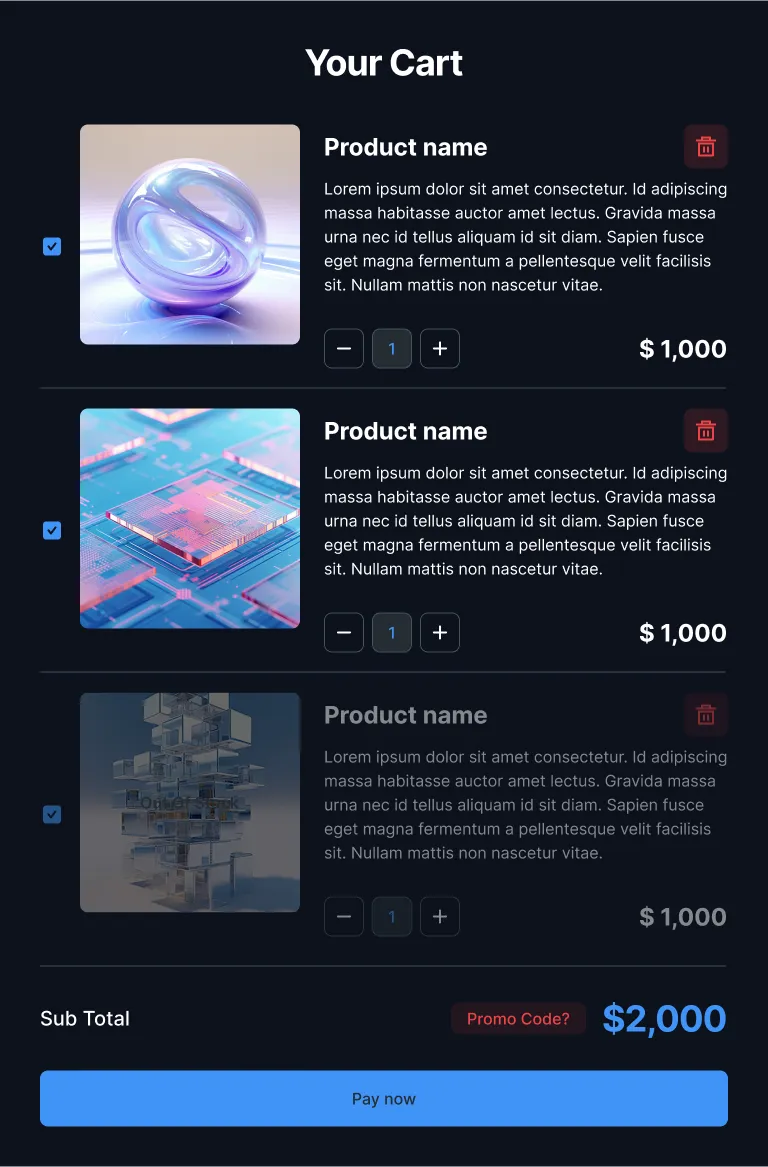 Your Cart
Product name
Lorem ipsum dolor sit amet consectetur. Id adipiscing
massa habitasse auctor amet lectus. Gravida massa
urna nec id tellus aliquam id sit diam. Sapien fusce
eget magna fermentum a pellentesque velit facilisis
sit. Nullam mattis non nascetur vitae.
1
$ 1,000
Product name
Lorem ipsum dolor sit amet consectetur. Id adipiscing
massa habitasse auctor amet lectus. Gravida massa
urna nec id tellus aliquam id sit diam. Sapien fusce
eget magna fermentum a pellentesque velit facilisis
sit. Nullam mattis non nascetur vitae.
1
$ 1,000
Product name
Lorem ipsum dolor sit amet consectetur. Id adipiscing
massa habitasse auctor amet lectus. Gravida massa
urna nec id tellus aliquam id sit diam. Sapien fusce
eget magna fermentum a pellentesque velit facilisis
sit. Nullam mattis non nascetur vitae.
Out of Stock
1
$ 1,000
Sub Total
Promo Code?
$2,000
Pay now